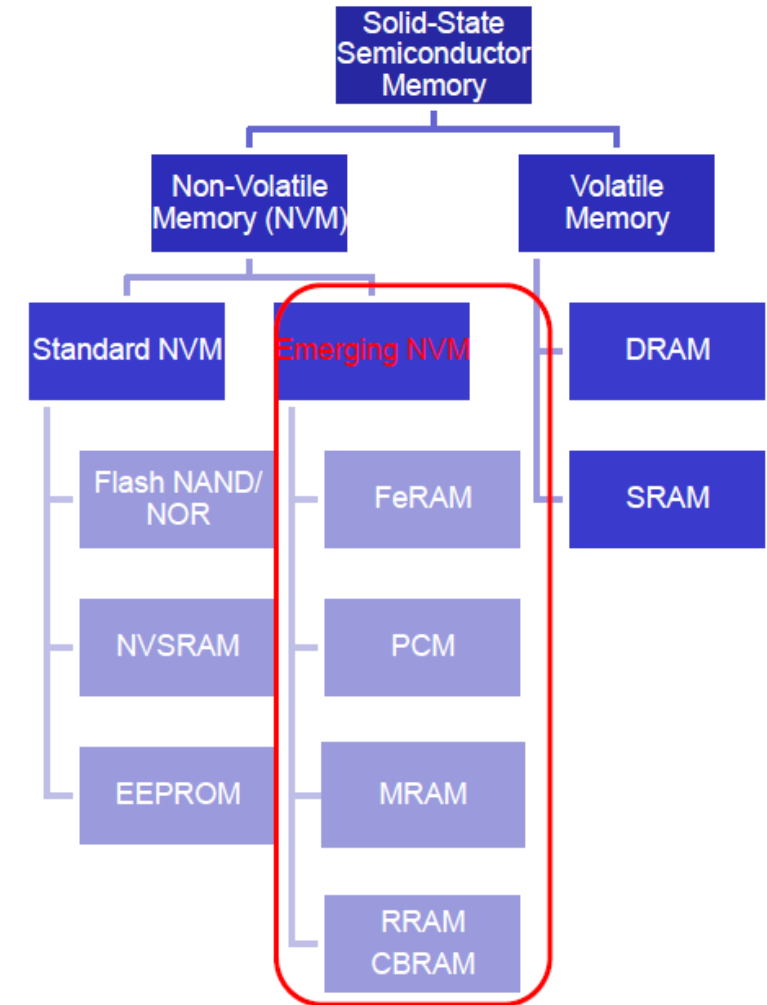 Solid-State
Semiconductor
Memory
Non-Volatile
Memory (NVM)
Volatile
Memory
Standard NVM
Emerging NVM
DRAM
Flash NAND/
NOR
FeRAM
SRAM
NVSRAM
PCM
EEPROM
MRAM
RRAM
CBRAM